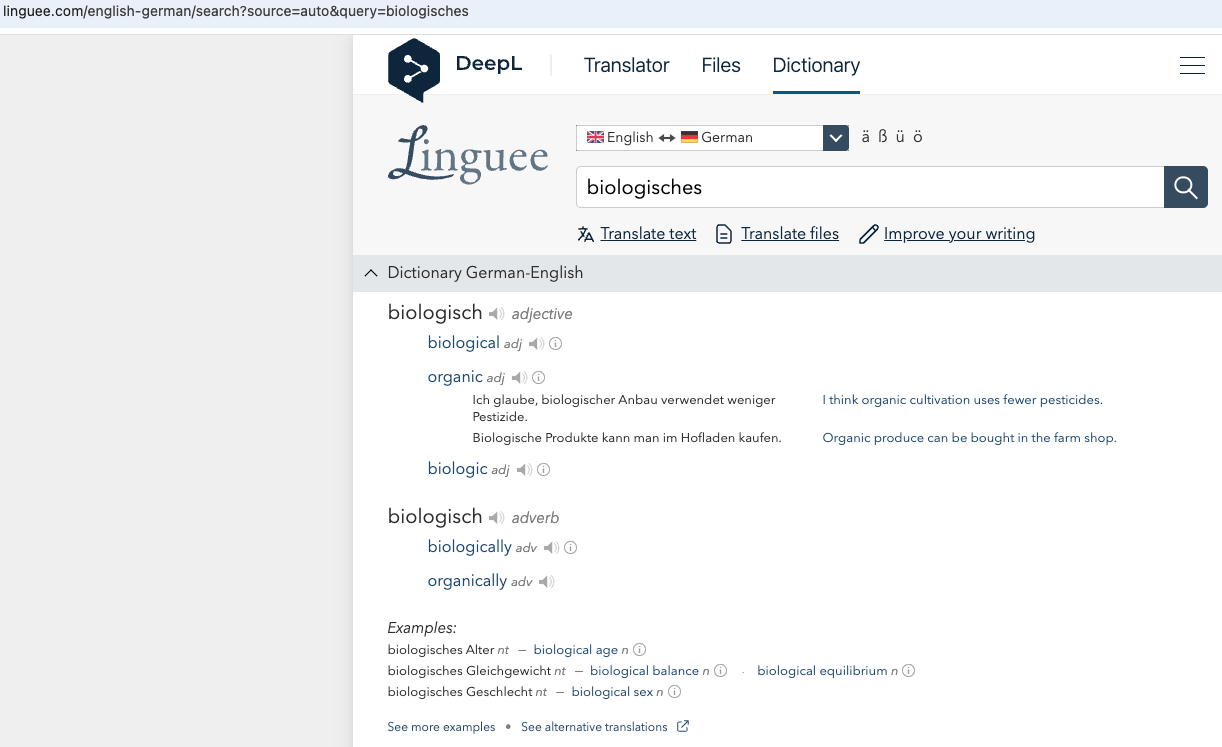 linguee.com/english-german/search?source=auto&query=biologisches
DeepL Translator Files Dictionary
Linguee
English ↔ German ä ß ü ö
biologisches
Translate text Translate files Improve your writing
Dictionary German-English
biologisch adjective
biological adj
organic adj
Ich glaube, biologischer Anbau verwendet weniger Pestizide. I think organic cultivation uses fewer pesticides.
Biologische Produkte kann man im Hofladen kaufen. Organic produce can be bought in the farm shop.
biologic adj
biologisch adverb
biologically adv
organically adv
Examples:
biologisches Alter nt – biological age n
biologisches Gleichgewicht nt – biological balance n · biological equilibrium n
biologisches Geschlecht nt – biological sex n
See more examples • See alternative translations